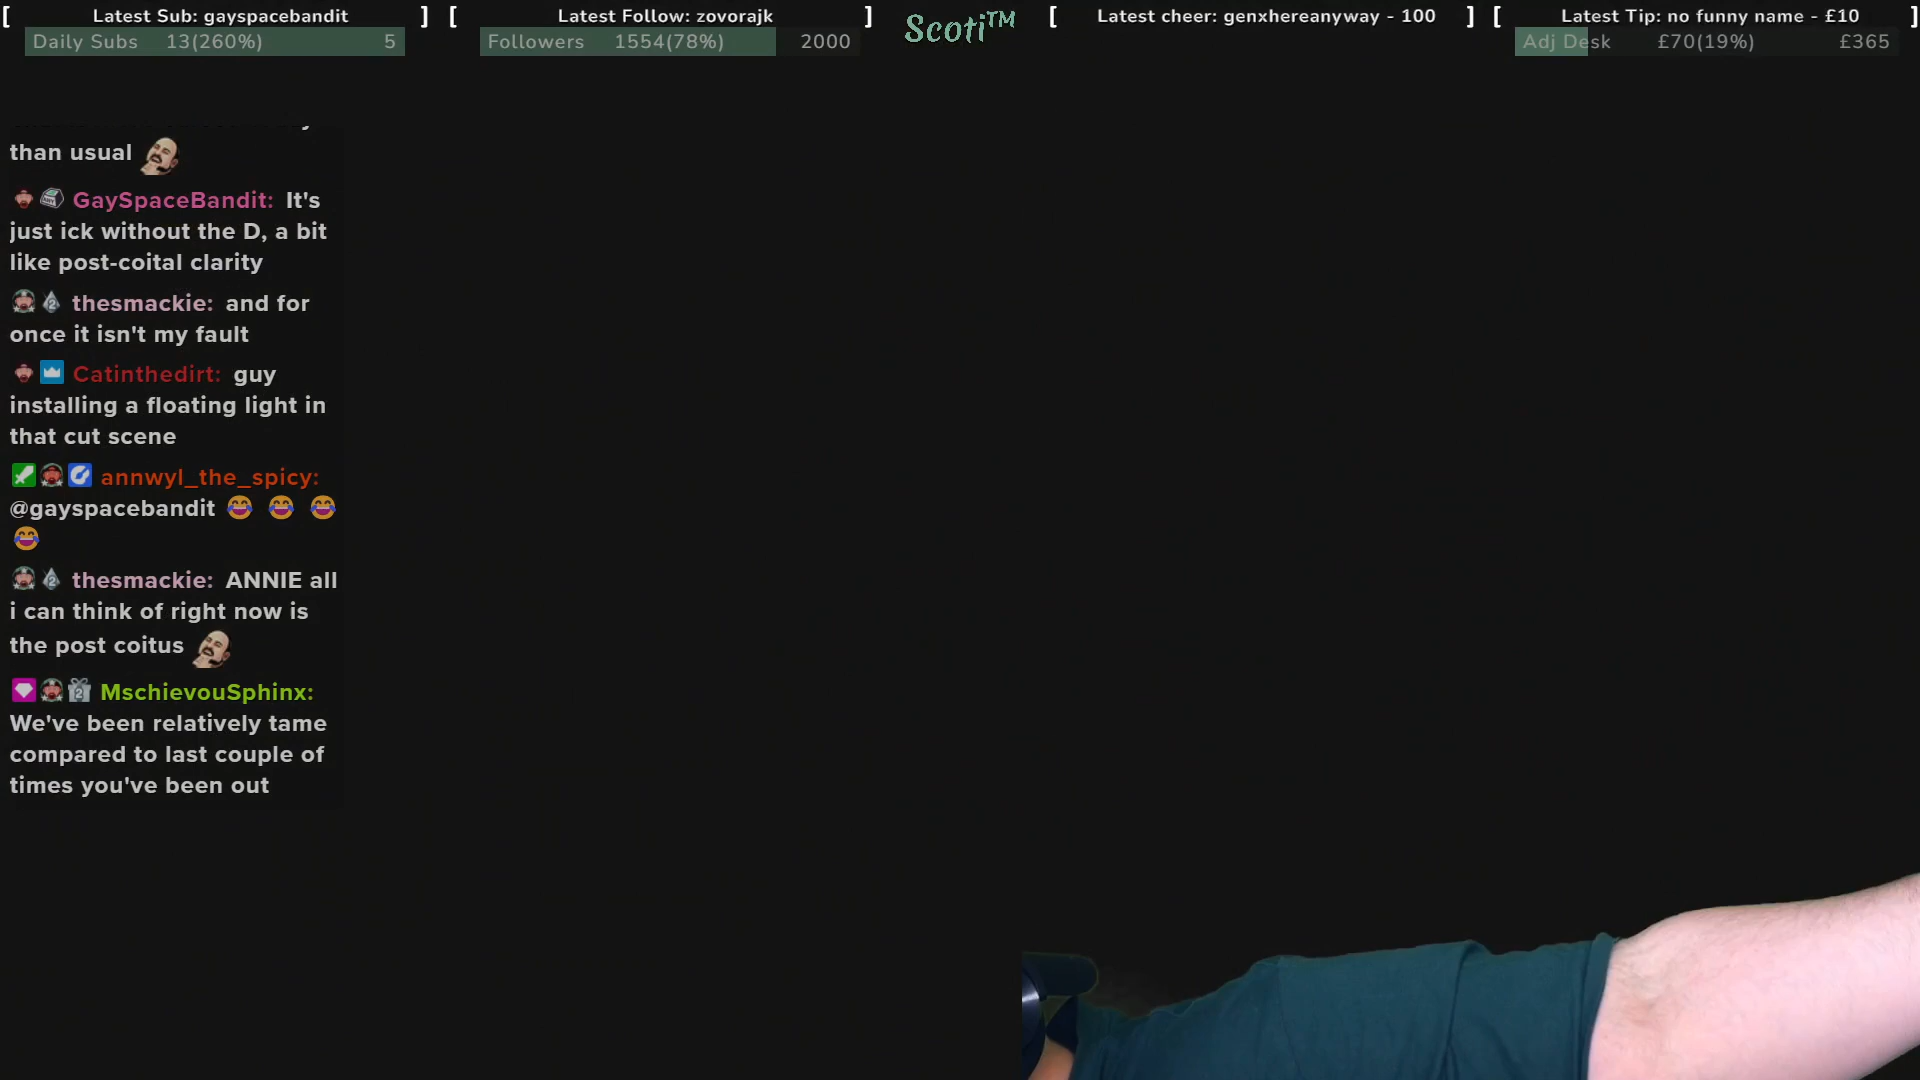 [ Latest Sub: gayspacebandit ] [ Latest Follow: zovorajk ] Scoti™ [ Latest cheer: genxhereanyway - 100 ] [ Latest Tip: no funny name - £10 ]
Daily Subs 13(260%) 5 Followers 1554(78%) 2000 Adj Desk £70(19%) £365
than usual
GaySpaceBandit: It's
just ick without the D, a bit
like post-coital clarity
thesmackie: and for
once it isn't my fault
Catinthedirt: guy
installing a floating light in
that cut scene
annwyl_the_spicy:
@gayspacebandit
thesmackie: ANNIE all
i can think of right now is
the post coitus
MschievouSphinx:
We've been relatively tame
compared to last couple of
times you've been out